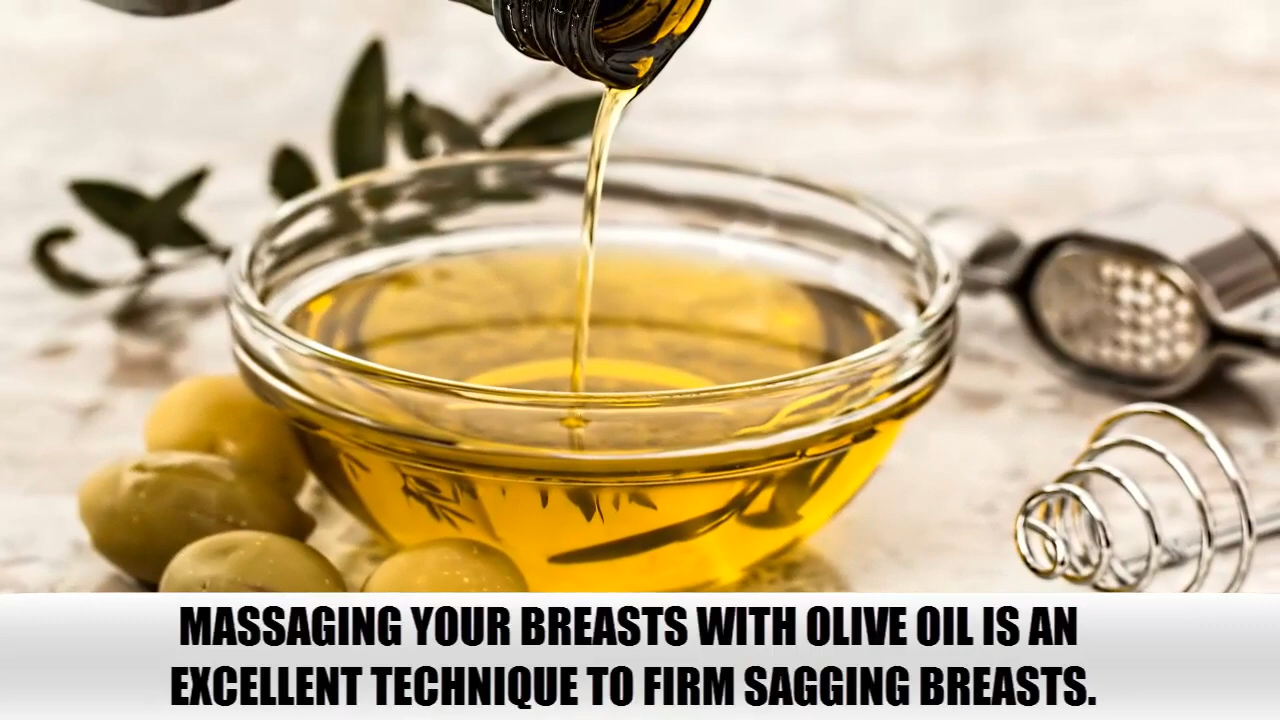 MASSAGING YOUR BREASTS WITH OLIVE OIL IS AN
EXCELLENT TECHNIQUE TO FIRM SAGGING BREASTS.